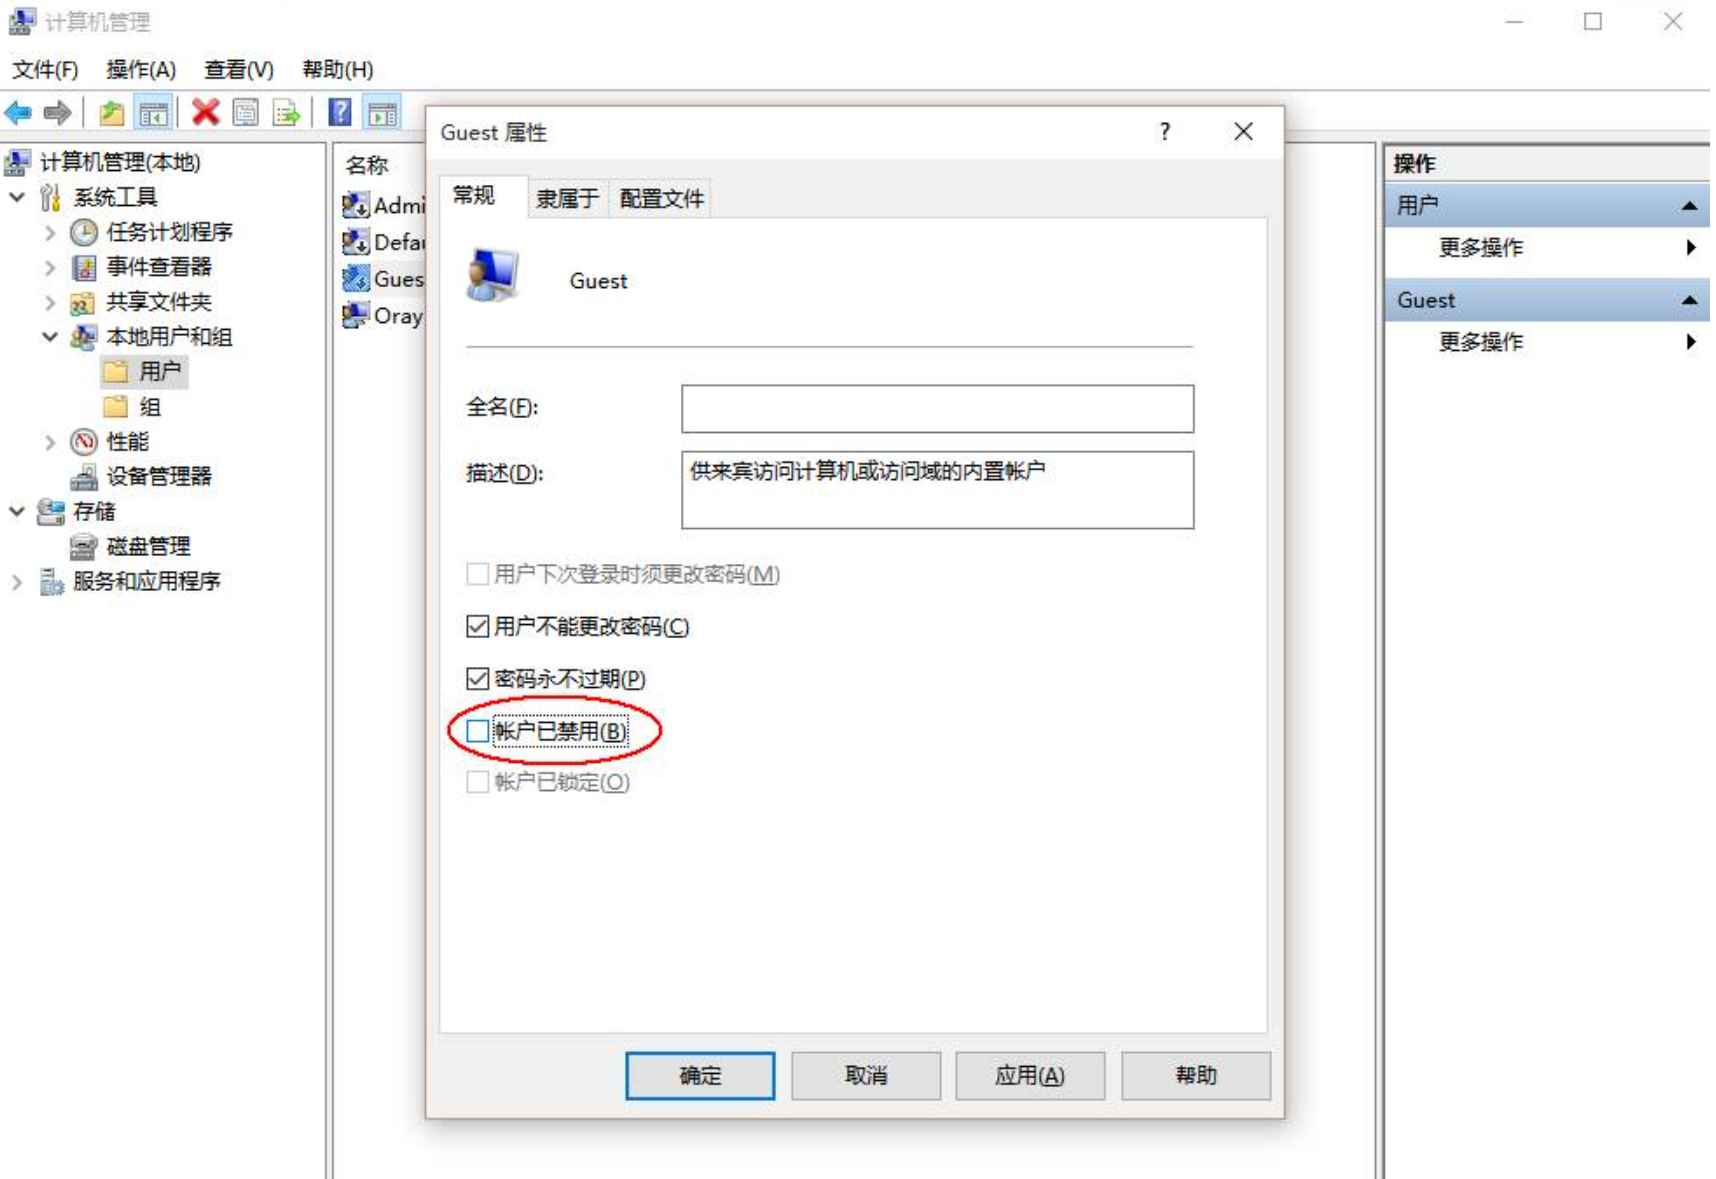 计算机管理
文件(F) 操作(A) 查看(V) 帮助(H)
计算机管理(本地)
系统工具
任务计划程序
事件查看器
共享文件夹
本地用户和组
用户
组
性能
设备管理器
存储
磁盘管理
服务和应用程序
名称
Admi
Defau
Gues
Oray
Guest 属性
常规 隶属于 配置文件
Guest
全名(F):
描述(D): 供来宾访问计算机或访问域的内置帐户
用户下次登录时须更改密码(M)
用户不能更改密码(C)
密码永不过期(P)
帐户已禁用(B)
帐户已锁定(O)
确定 取消 应用(A) 帮助
操作
用户
更多操作
Guest
更多操作